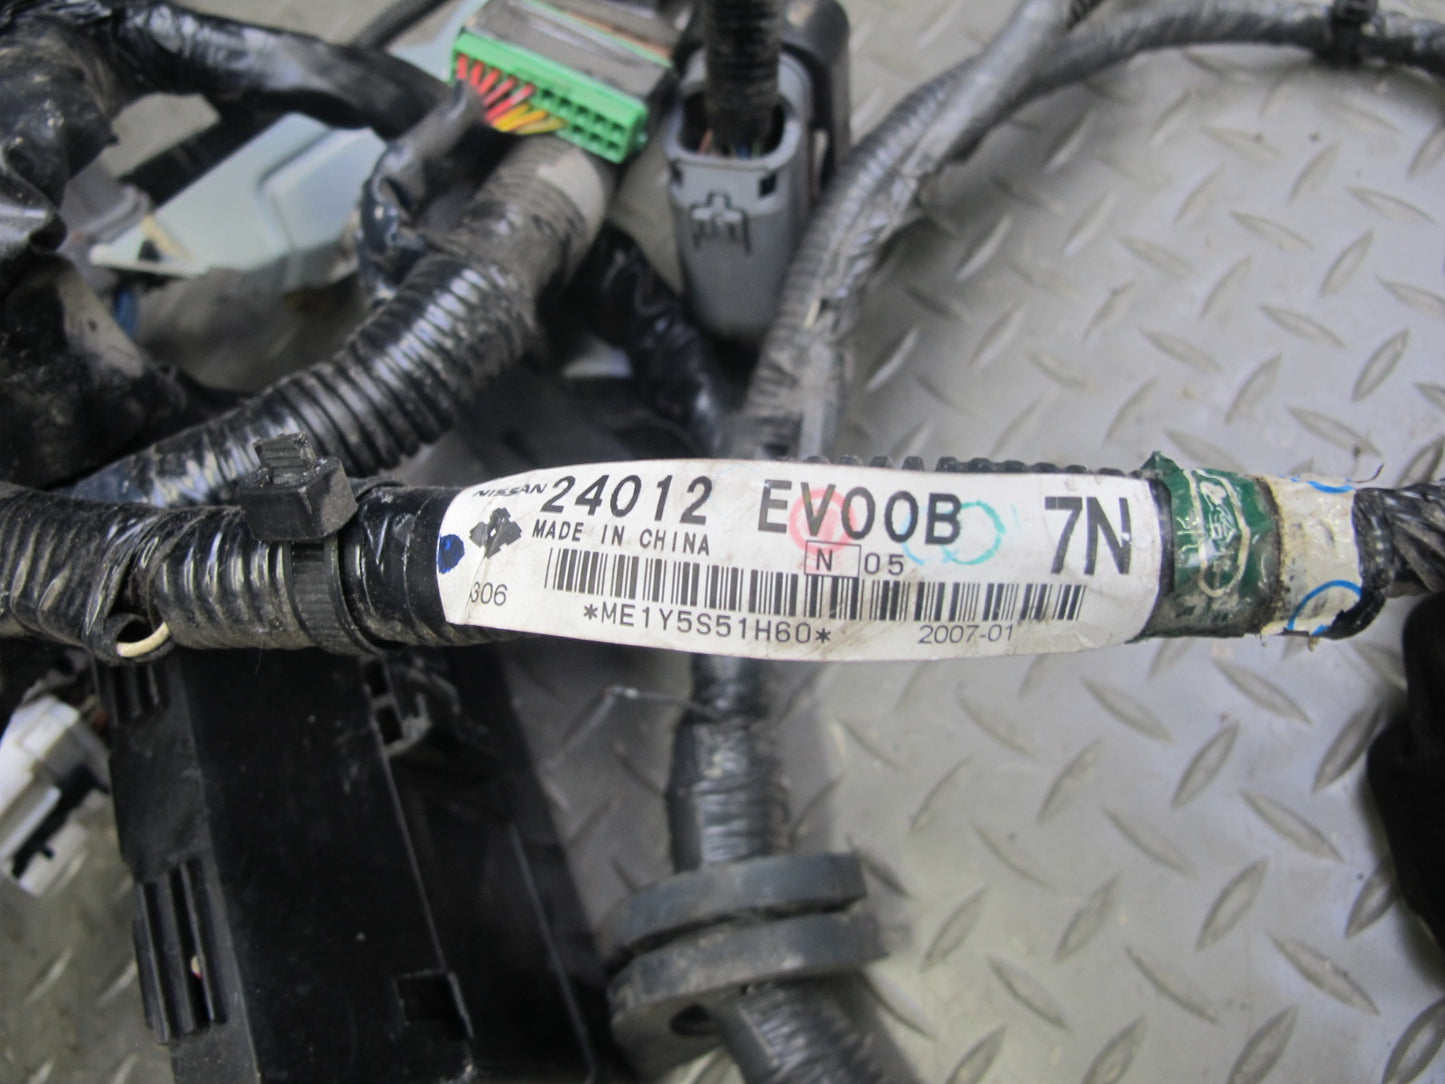 NISSAN 24012 EV00B 7N
MADE IN CHINA N 05
306
*ME1Y5S51H60* 2007-01